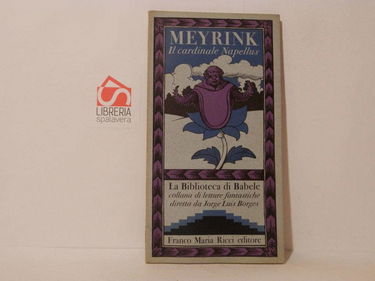 MEYRINK
Il cardinale Napellus
LIBRERIA
spalavera
La Biblioteca di Babele
collana di letture fantastiche
diretta da Jorge Luis Borges
Franco Maria Ricci editore